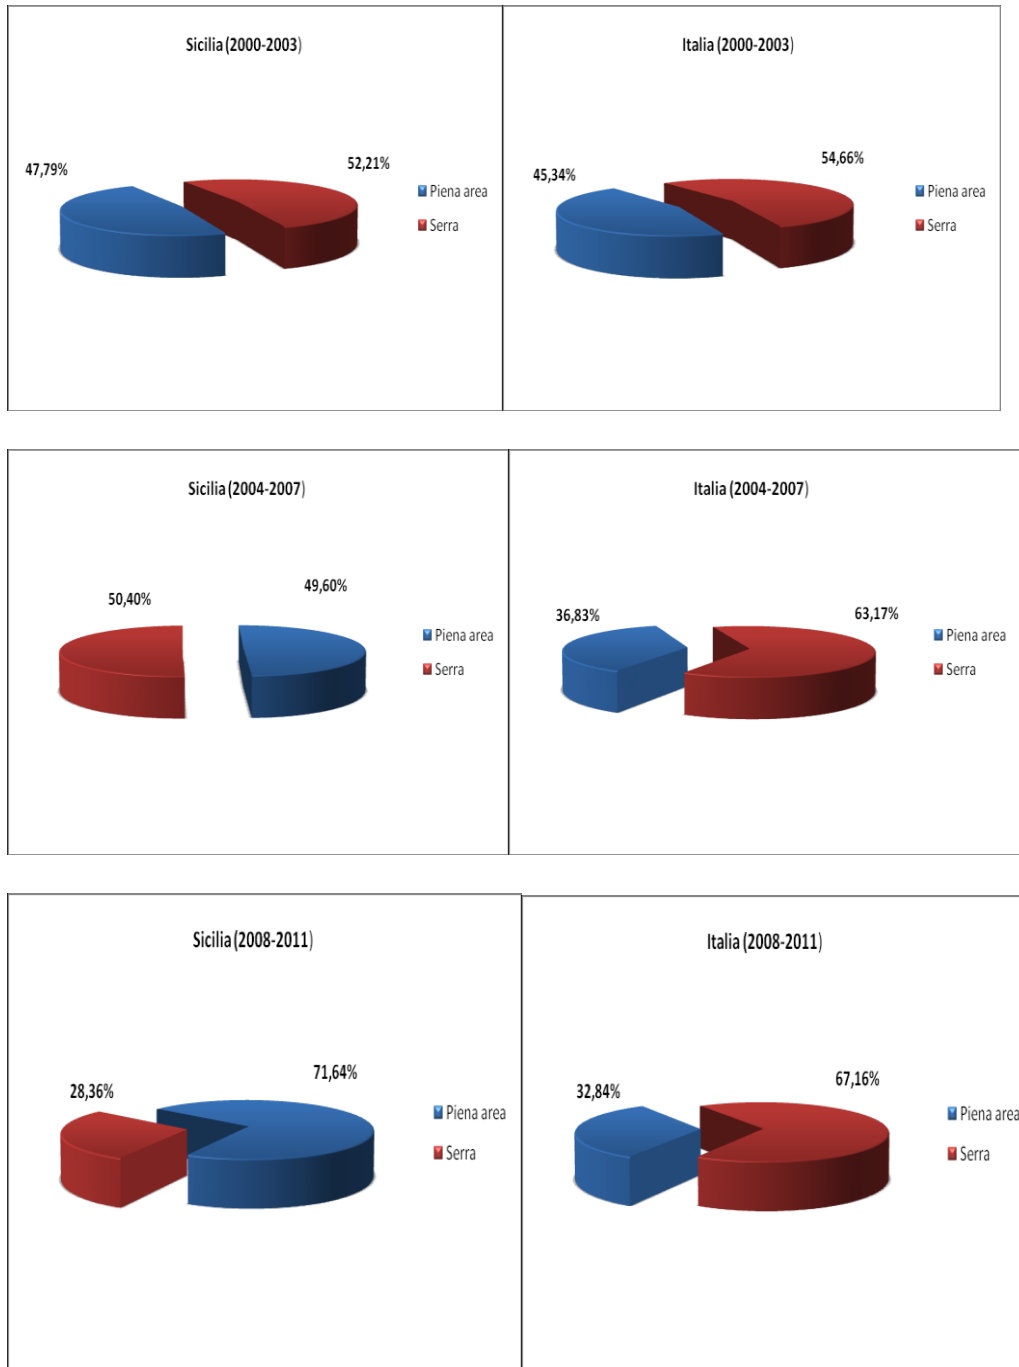 Sicilia (2000-2003)
47,79%
52,21%
Piena area
Serra
Italia (2000-2003)
45,34%
54,66%
Piena area
Serra
Sicilia (2004-2007)
50,40%
49,60%
Piena area
Serra
Italia (2004-2007)
36,83%
63,17%
Piena area
Serra
Sicilia (2008-2011)
28,36%
71,64%
Piena area
Serra
Italia (2008-2011)
32,84%
67,16%
Piena area
Serra